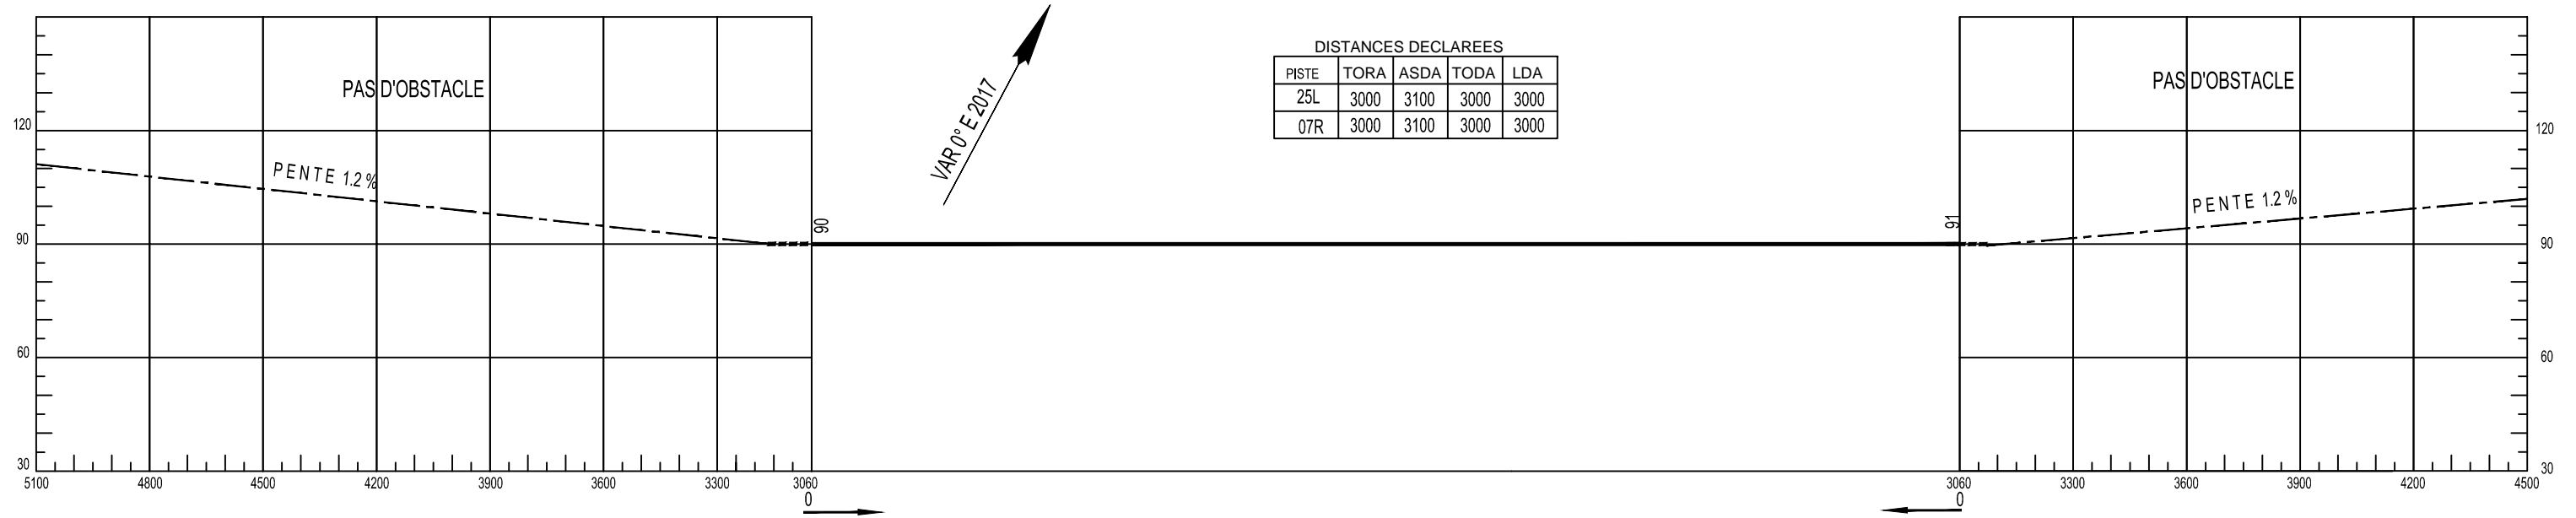 DISTANCES DECLAREES
PISTE TORA ASDA TODA LDA
25L 3000 3100 3000 3000
07R 3000 3100 3000 3000
PAS D'OBSTACLE
PENTE 1.2 %
120
90
60
30
5100 4800 4500 4200 3900 3600 3300 3060
0
90
VAR 0° E 2017
91
PAS D'OBSTACLE
PENTE 1.2 %
120
90
60
30
3060 3300 3600 3900 4200 4500
0